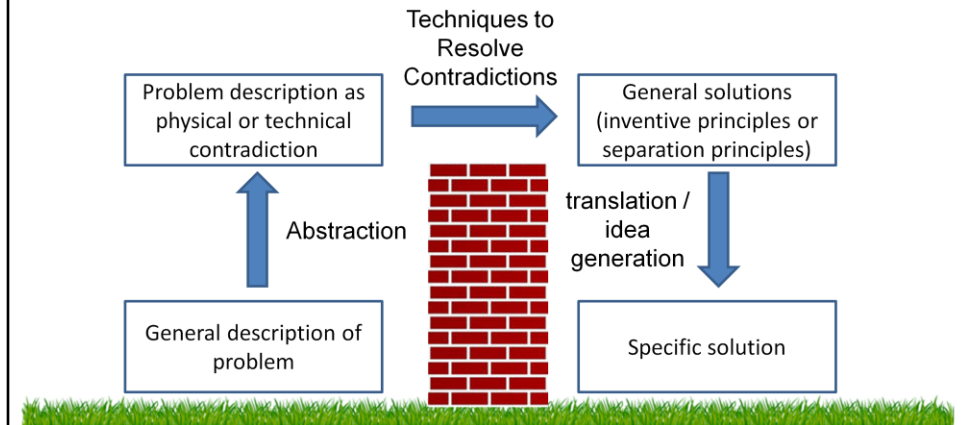 Techniques to
Resolve
Contradictions
Problem description as
physical or technical
contradiction
General solutions
(inventive principles or
separation principles)
Abstraction
translation /
idea
generation
General description of
problem
Specific solution